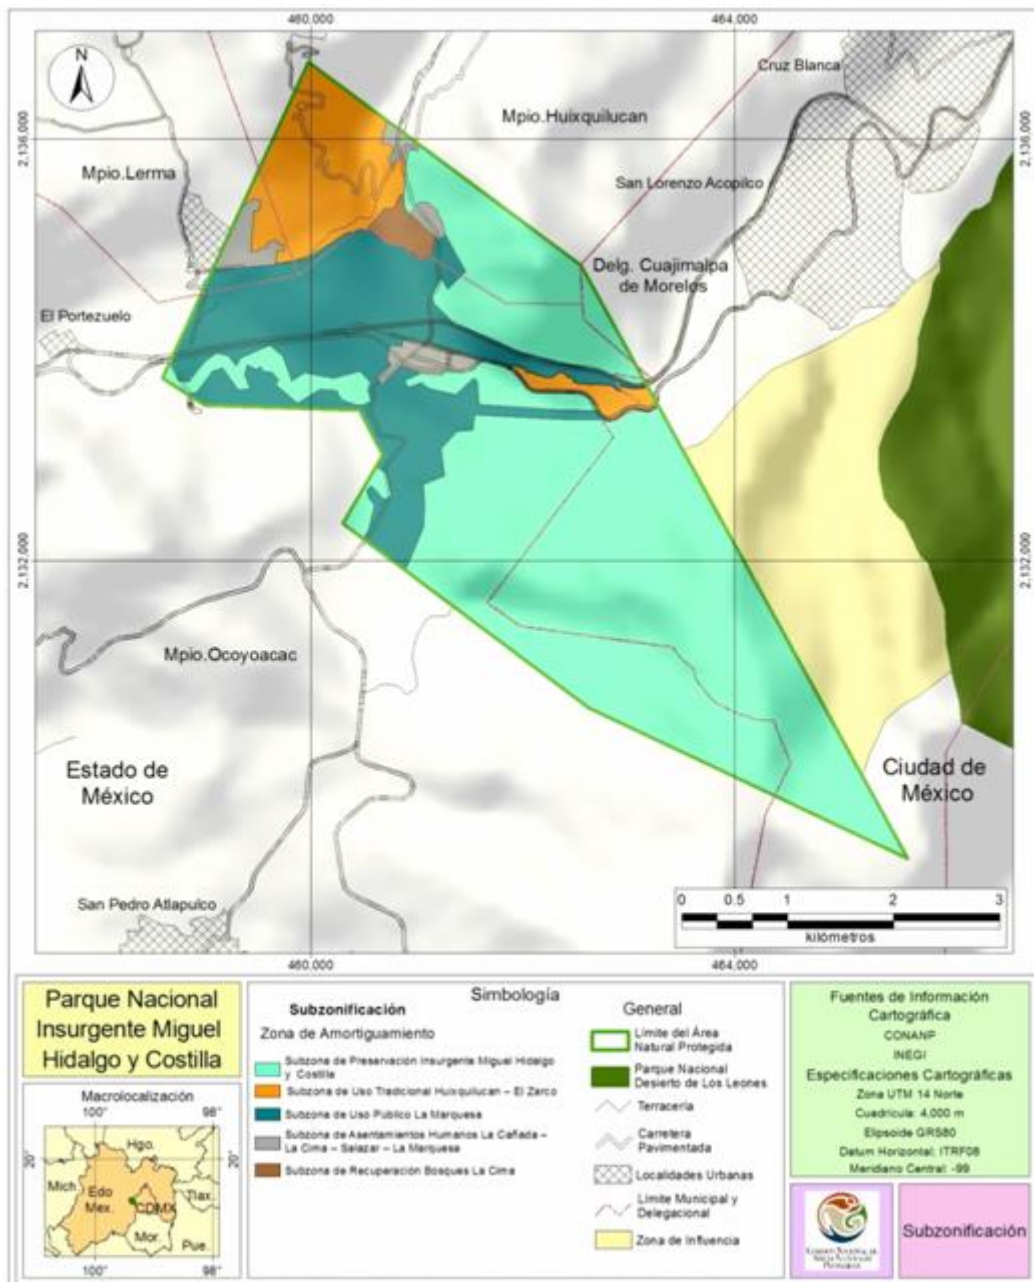 460,000
464,000
N
Cruz Blanca
Mpio.Huixquilucan
2,136,000
2,136,000
Mpio.Lerma
San Lorenzo Acopilco
Delg. Cuajimalpa
de Morelos
El Portezuelo
2,132,000
2,132,000
Mpio.Ocoyoacac
Estado de
México
Ciudad de
México
San Pedro Atlapulco
0 0.5 1 2 3
kilómetros
460,000
464,000
Parque Nacional
Insurgente Miguel
Hidalgo y Costilla
Macrolocalización
100°
98°
20°
20°
Hgo.
Mich.
Edo
Mex.
CDMX
Tlax.
Mor.
Pue.
100°
98°
Simbología
Subzonificación
Zona de Amortiguamiento
Subzona de Preservación Insurgente Miguel Hidalgo
y Costilla
Subzona de Uso Tradicional Huixquilucan – El Zarco
Subzona de Uso Público La Marquesa
Subzona de Asentamientos Humanos La Cañada –
La Cima – Salazar – La Marquesa
Subzona de Recuperación Bosques La Cima
General
Límite del Área
Natural Protegida
Parque Nacional
Desierto de Los Leones
Terracería
Carretera
Pavimentada
Localidades Urbanas
Límite Municipal y
Delegacional
Zona de Influencia
Fuentes de Información
Cartográfica
CONANP
INEGI
Especificaciones Cartográficas
Zona UTM 14 Norte
Cuadrícula: 4,000 m
Elipsoide GRS80
Datum Horizontal: ITRF08
Meridiano Central: -99
Comisión Nacional de
Áreas Naturales
Protegidas
Subzonificación